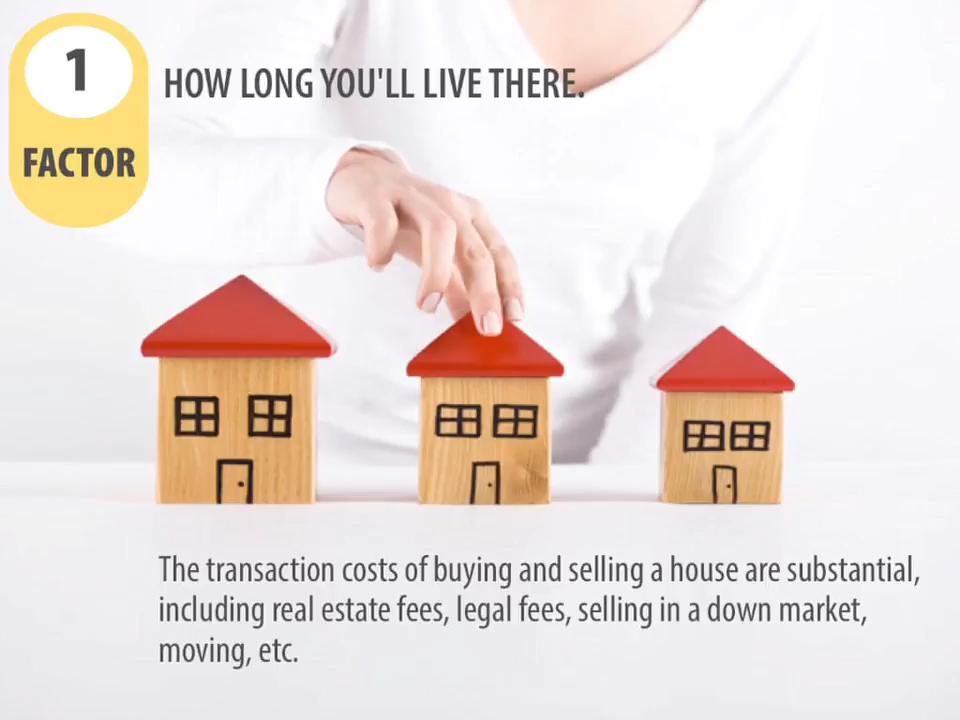 1
FACTOR
HOW LONG YOU'LL LIVE THERE.
The transaction costs of buying and selling a house are substantial,
including real estate fees, legal fees, selling in a down market,
moving, etc.